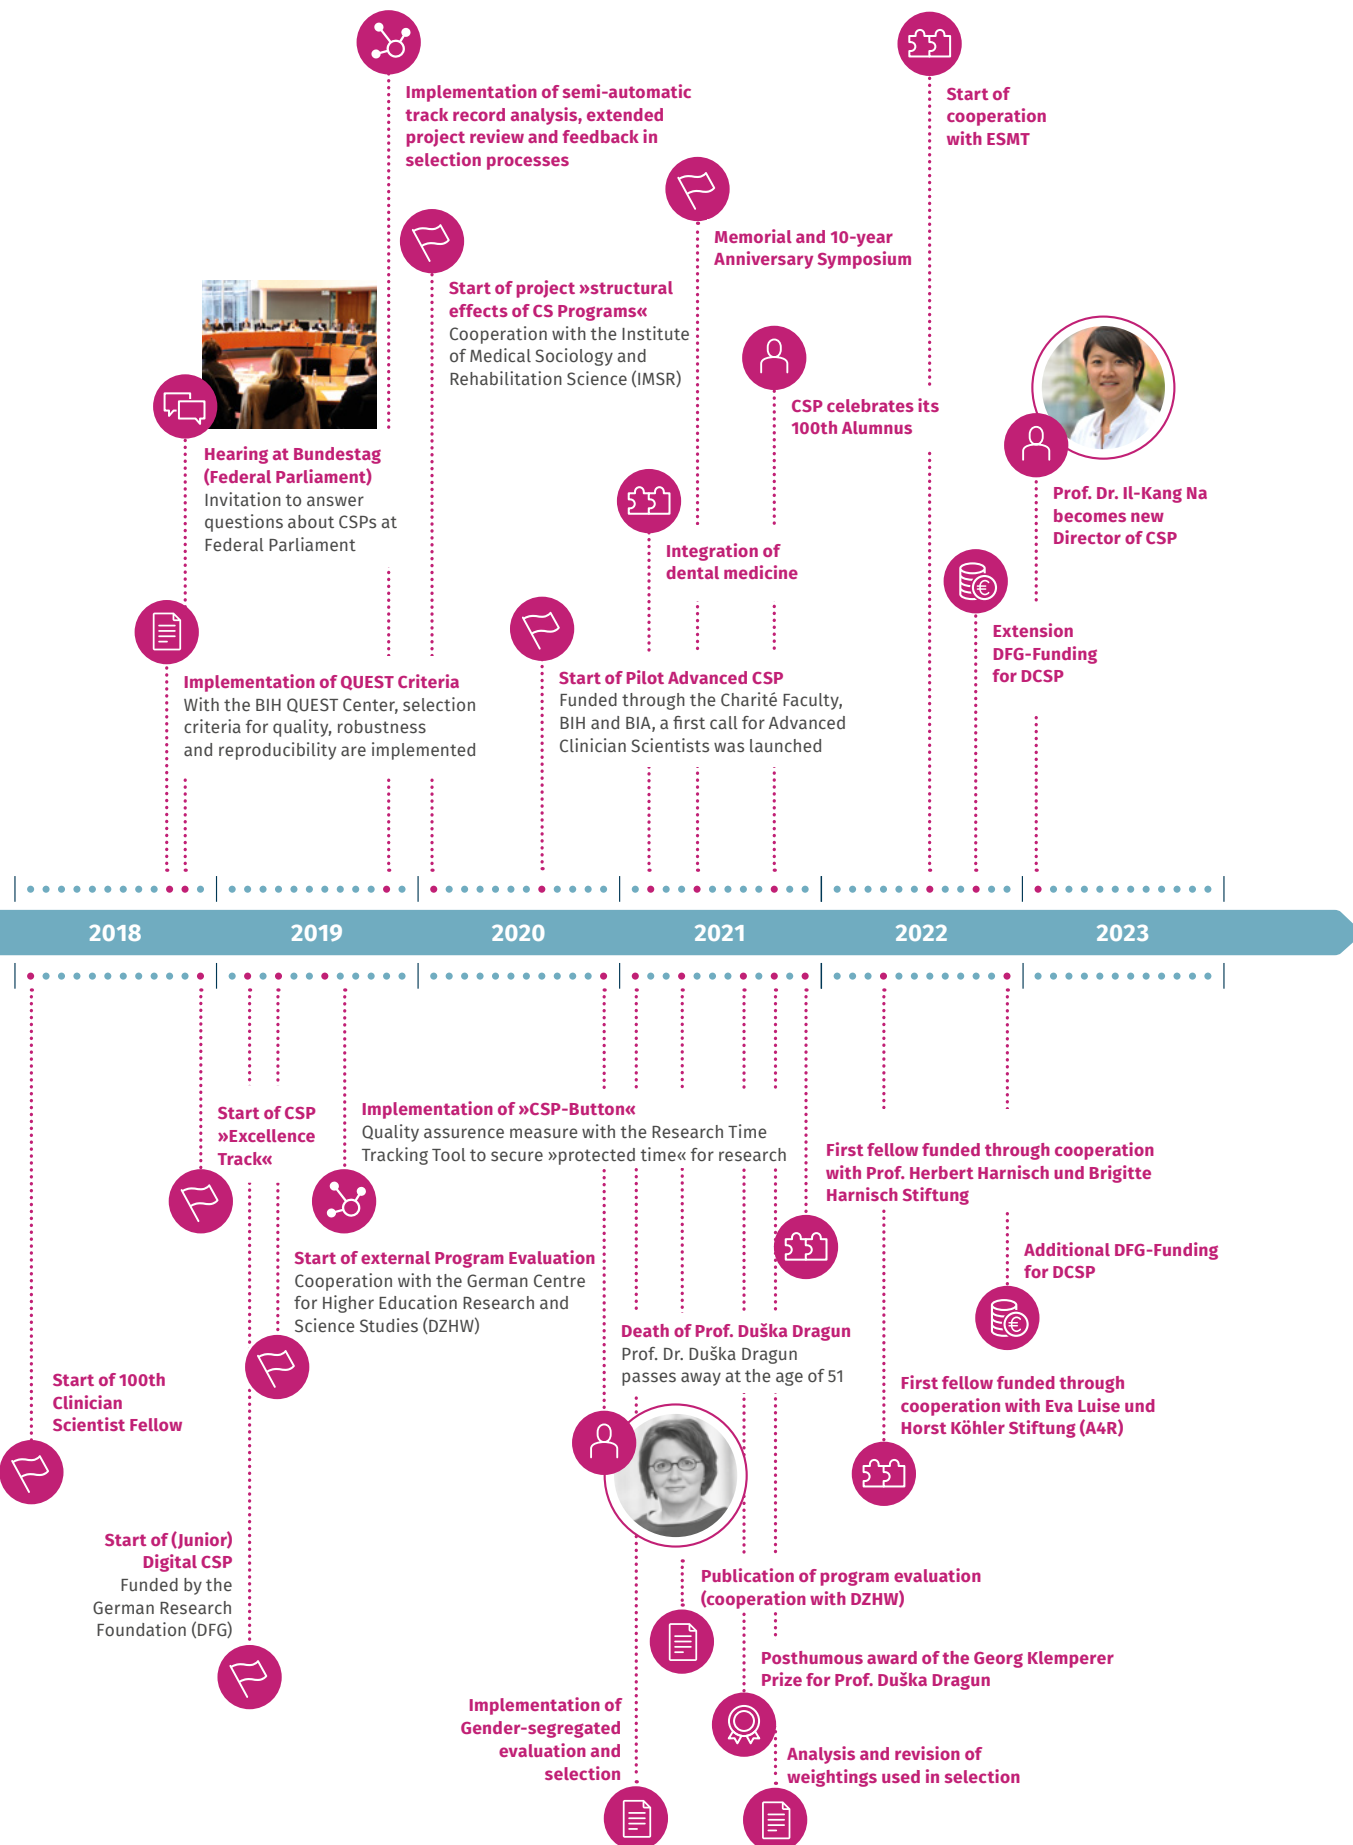 Implementation of semi-automatic
track record analysis, extended
project review and feedback in
selection processes
Start of
cooperation
with ESMT
Memorial and 10-year
Anniversary Symposium
Start of project »structural
effects of CS Programs«
Cooperation with the Institute
of Medical Sociology and
Rehabilitation Science (IMSR)
CSP celebrates its
100th Alumnus
Hearing at Bundestag
(Federal Parliament)
Invitation to answer
questions about CSPs at
Federal Parliament
Prof. Dr. Il-Kang Na
becomes new
Director of CSP
Integration of
dental medicine
Extension
DFG-Funding
for DCSP
Implementation of QUEST Criteria
With the BIH QUEST Center, selection
criteria for quality, robustness
and reproducibility are implemented
Start of Pilot Advanced CSP
Funded through the Charité Faculty,
BIH and BIA, a first call for Advanced
Clinician Scientists was launched
2018
2019
2020
2021
2022
2023
Start of CSP
»Excellence
Track«
Implementation of »CSP-Button«
Quality assurence measure with the Research Time
Tracking Tool to secure »protected time« for research
First fellow funded through cooperation
with Prof. Herbert Harnisch und Brigitte
Harnisch Stiftung
Start of external Program Evaluation
Cooperation with the German Centre
for Higher Education Research and
Science Studies (DZHW)
Additional DFG-Funding
for DCSP
Death of Prof. Duška Dragun
Prof. Dr. Duška Dragun
passes away at the age of 51
Start of 100th
Clinician
Scientist Fellow
First fellow funded through
cooperation with Eva Luise und
Horst Köhler Stiftung (A4R)
Start of (Junior)
Digital CSP
Funded by the
German Research
Foundation (DFG)
Publication of program evaluation
(cooperation with DZHW)
Posthumous award of the Georg Klemperer
Prize for Prof. Duška Dragun
Implementation of
Gender-segregated
evaluation and
selection
Analysis and revision of
weightings used in selection